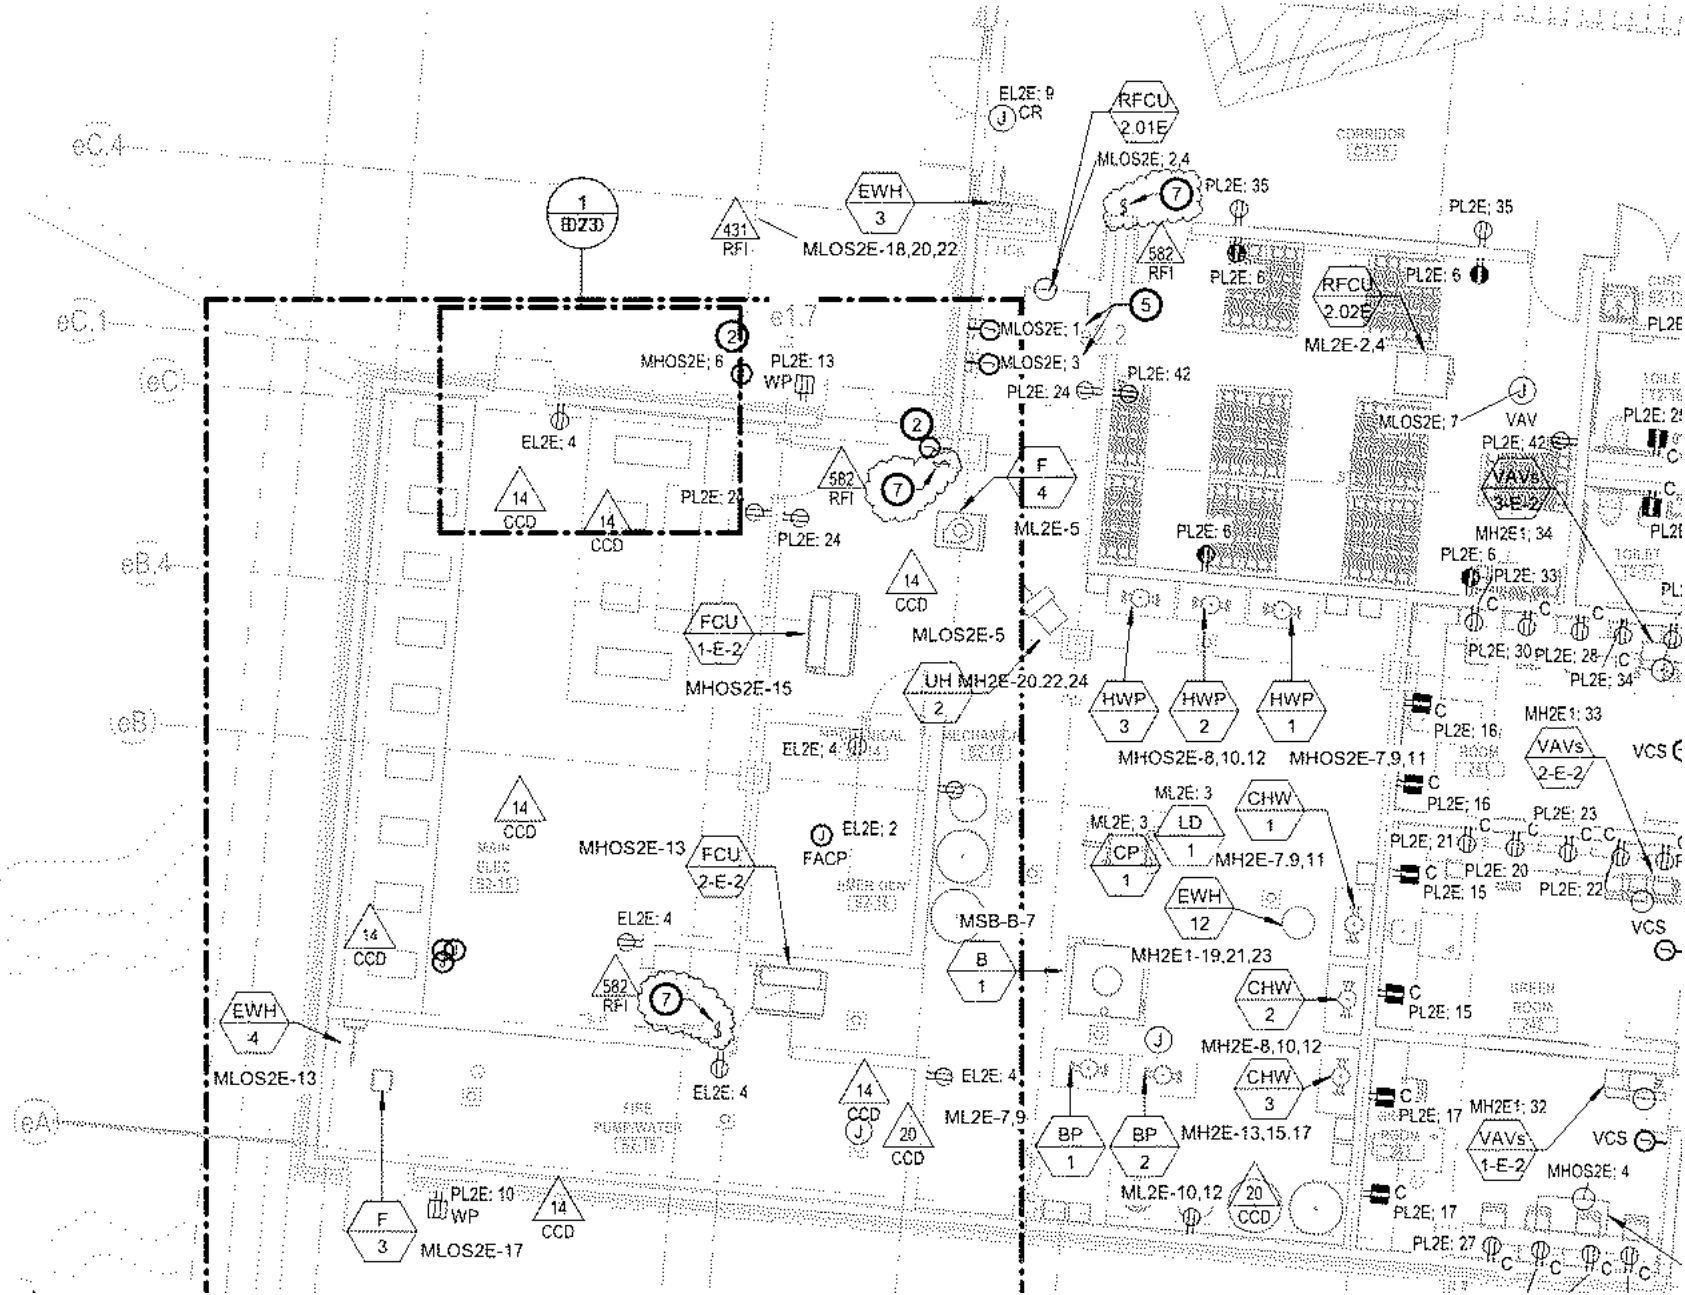 EL2E; 9
J CR
RFCU
2.01E
MLOS2E; 2,4
CORRIDOR
eC.4
1
431
RFI
EWH
3
MLOS2E-18,20,22
7
PL2E; 35
582
RFI
PL2E; 6
PL2E; 35
PL2E; 6
RFCU
2.02E
ML2E-2,4
eC.1
2
e1.7
MHOS2E; 6
PL2E; 13
WP
MLOS2E; 1
5
MLOS2E; 3
PL2E; 24
PL2E; 42
J
VAV
MLOS2E; 7
PL2E; 42
eC
EL2E; 4
2
582
RFI
7
F
4
ML2E-5
VAVs
3-E-2
MH2E1; 34
C
C
14
CCD
14
CCD
PL2E; 24
PL2E; 6
PL2E; 6
PL2E; 33
TOILET
eB.4
14
CCD
FCU
1-E-2
MHOS2E-15
MLOS2E-5
UH
2
MH2E-20,22,24
HWP
3
HWP
2
HWP
1
MHOS2E-8,10,12
MHOS2E-7,9,11
C
C
C
C
PL2E; 30
PL2E; 28
PL2E; 34
eB
EL2E; 4
C
PL2E; 16
ROOM
MH2E1; 33
VAVs
2-E-2
VCS
14
CCD
MAIN
ELEC
MHOS2E-13
FCU
2-E-2
J
FACP
EL2E; 2
ML2E; 3
CP
1
ML2E; 3
LD
1
CHW
1
MH2E-7,9,11
C
PL2E; 16
PL2E; 23
PL2E; 21
PL2E; 20
PL2E; 22
C
PL2E; 15
EWH
12
MH2E1-19,21,23
MSB-B-7
B
1
VCS
14
CCD
EL2E; 4
582
RFI
7
CHW
2
MH2E-8,10,12
C
PL2E; 15
GREEN
ROOM
EWH
4
MLOS2E-13
EL2E; 4
14
CCD
J
EL2E; 4
20
CCD
ML2E-7,9
J
CHW
3
C
PL2E; 17
MH2E1; 32
VAVs
1-E-2
VCS
MHOS2E; 4
eA
FIRE
PUMP/WATER
BP
1
BP
2
MH2E-13,15,17
ML2E-10,12
20
CCD
C
PL2E; 17
F
3
MLOS2E-17
PL2E; 10
WP
14
CCD
PL2E; 27
C
C
C
C